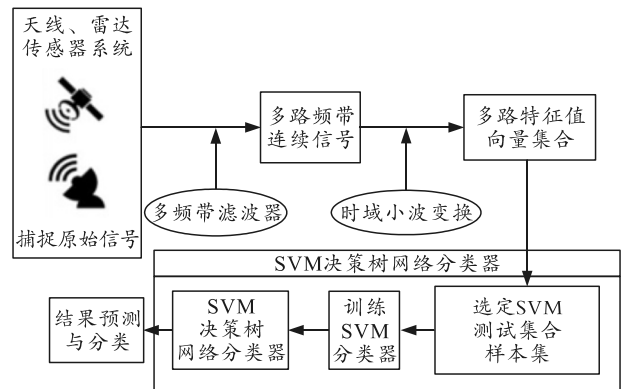 天线、雷达
传感器系统
捕捉原始信号
多频带滤波器
多路频带
连续信号
时域小波变换
多路特征值
向量集合
SVM决策树网络分类器
选定SVM
测试集合
样本集
训练
SVM
分类器
SVM
决策树
网络分类器
结果预测
与分类